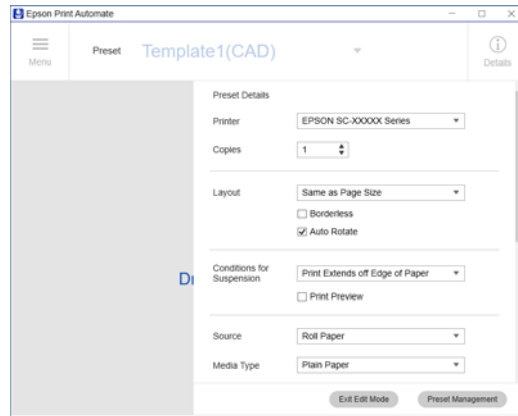 Epson Print Automate
Menu
Preset
Template1(CAD)
Details
Preset Details
Printer
EPSON SC-XXXXX Series
Copies
1
Layout
Same as Page Size
Borderless
Auto Rotate
Conditions for
Suspension
Print Extends off Edge of Paper
Print Preview
Source
Roll Paper
Media Type
Plain Paper
Exit Edit Mode
Preset Management